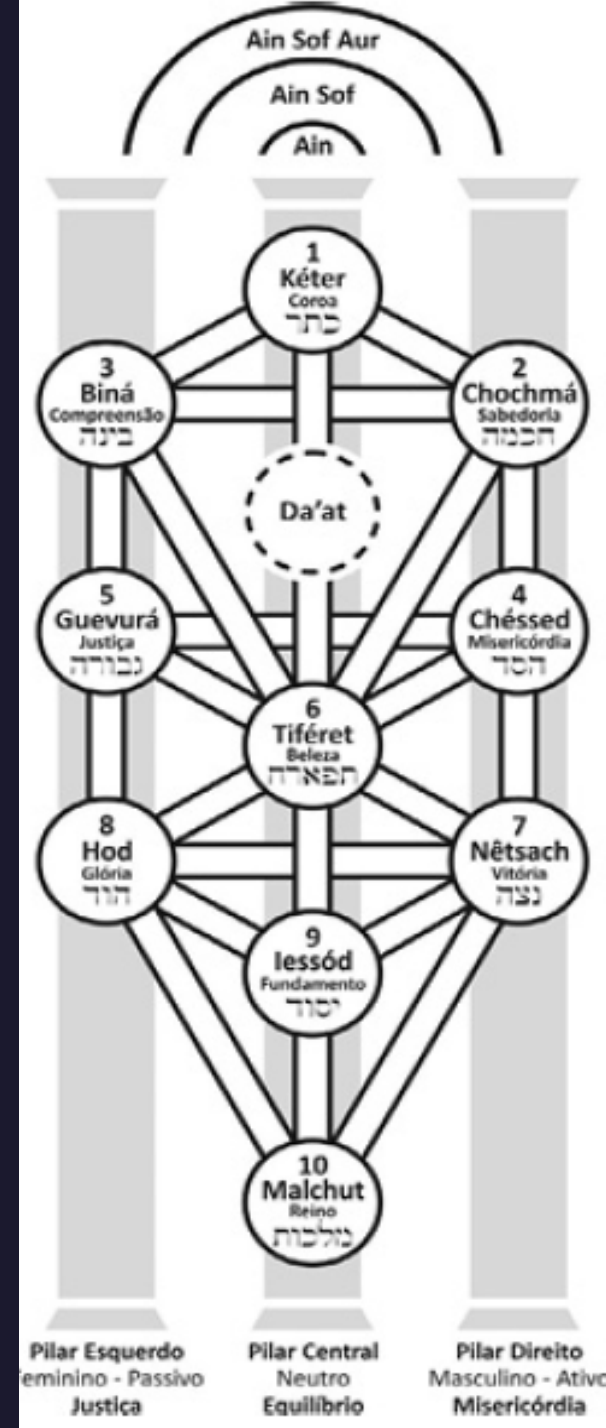 Ain Sof Aur
Ain Sof
Ain
1
Kéter
Coroa
כתר
3
Biná
Compreensão
בינה
2
Chochmá
Sabedoria
חכמה
Da'at
5
Guevurá
Justiça
גבורה
4
Chéssed
Misericórdia
חסד
6
Tiféret
Beleza
תפארת
8
Hod
Glória
הוד
7
Nêtsach
Vitória
נצח
9
Iessód
Fundamento
יסוד
10
Malchut
Reino
מלכות
Pilar Esquerdo
eminino - Passivo
Justiça
Pilar Central
Neutro
Equilíbrio
Pilar Direito
Masculino - Ativo
Misericórdia